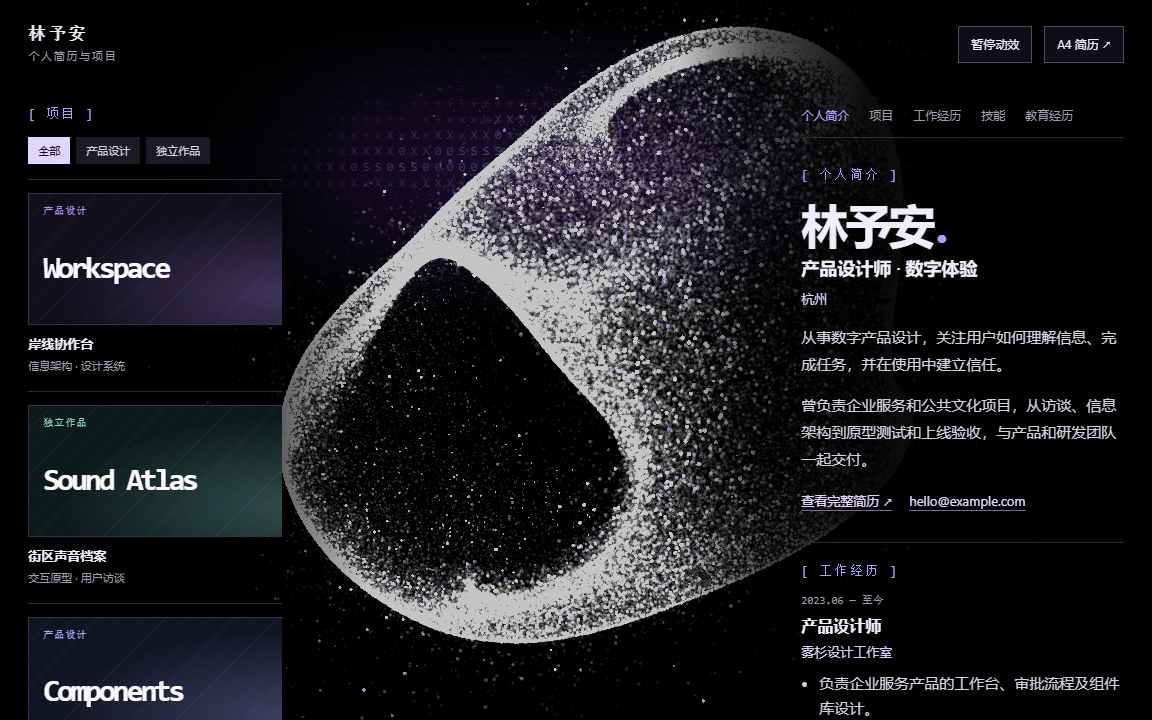 林予安
个人简历与项目
暂停动效
A4 简历 ↗
[ 项目 ]
全部
产品设计
独立作品
产品设计
Workspace
岸线协作台
信息架构 · 设计系统
独立作品
Sound Atlas
街区声音档案
交互原型 · 用户访谈
产品设计
Components
个人简介
项目
工作经历
技能
教育经历
[ 个人简介 ]
林予安.
产品设计师 · 数字体验
杭州
从事数字产品设计，关注用户如何理解信息、完
成任务，并在使用中建立信任。
曾负责企业服务和公共文化项目，从访谈、信息
架构到原型测试和上线验收，与产品和研发团队
一起交付。
查看完整简历 ↗
hello@example.com
[ 工作经历 ]
2023.06 — 至今
产品设计师
雾杉设计工作室
• 负责企业服务产品的工作台、审批流程及组件
库设计。